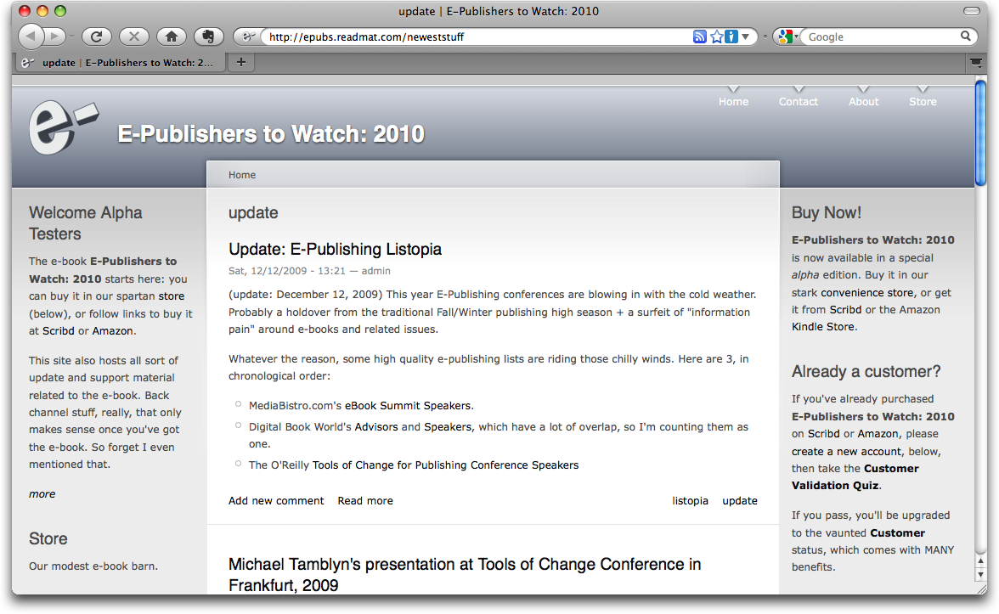 update | E-Publishers to Watch: 2010
http://epubs.readmat.com/neweststuff
Google
update | E-Publishers to Watch: 2...
Home
Contact
About
Store
e-
E-Publishers to Watch: 2010
Home
Welcome Alpha
Testers
The e-book E-Publishers to
Watch: 2010 starts here: you
can buy it in our spartan store
(below), or follow links to buy it
at Scribd or Amazon.
This site also hosts all sort of
update and support material
related to the e-book. Back
channel stuff, really, that only
makes sense once you've got
the e-book. So forget I even
mentioned that.
more
Store
Our modest e-book barn.
update
Update: E-Publishing Listopia
Sat, 12/12/2009 - 13:21 — admin
(update: December 12, 2009) This year E-Publishing conferences are blowing in with the cold weather.
Probably a holdover from the traditional Fall/Winter publishing high season + a surfeit of "information
pain" around e-books and related issues.
Whatever the reason, some high quality e-publishing lists are riding those chilly winds. Here are 3, in
chronological order:
MediaBistro.com's eBook Summit Speakers.
Digital Book World's Advisors and Speakers, which have a lot of overlap, so I'm counting them as
one.
The O'Reilly Tools of Change for Publishing Conference Speakers
Add new comment Read more
listopia update
Michael Tamblyn's presentation at Tools of Change Conference in
Frankfurt, 2009
Buy Now!
E-Publishers to Watch: 2010
is now available in a special
alpha edition. Buy it in our
stark convenience store, or get
it from Scribd or the Amazon
Kindle Store.
Already a customer?
If you've already purchased
E-Publishers to Watch: 2010
on Scribd or Amazon, please
create a new account, below,
then take the Customer
Validation Quiz.
If you pass, you'll be upgraded
to the vaunted Customer
status, which comes with MANY
benefits.